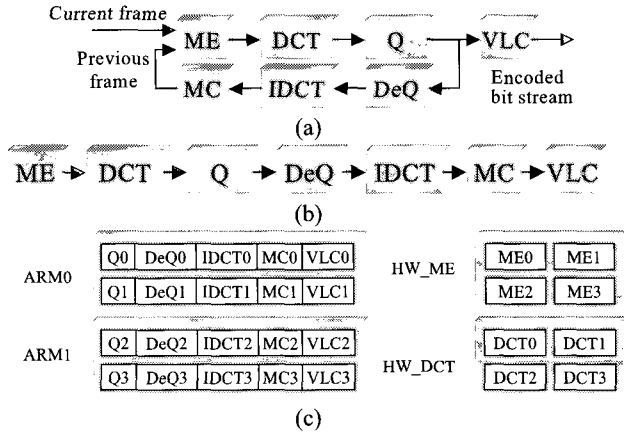 Current frame
ME DCT Q VLC
Previous frame
MC IDCT DeQ
Encoded bit stream
(a)
ME DCT Q DeQ IDCT MC VLC
(b)
ARM0
Q0 DeQ0 IDCT0 MC0 VLC0
Q1 DeQ1 IDCT1 MC1 VLC1
HW_ME
ME0 ME1
ME2 ME3
ARM1
Q2 DeQ2 IDCT2 MC2 VLC2
Q3 DeQ3 IDCT3 MC3 VLC3
HW_DCT
DCT0 DCT1
DCT2 DCT3
(c)